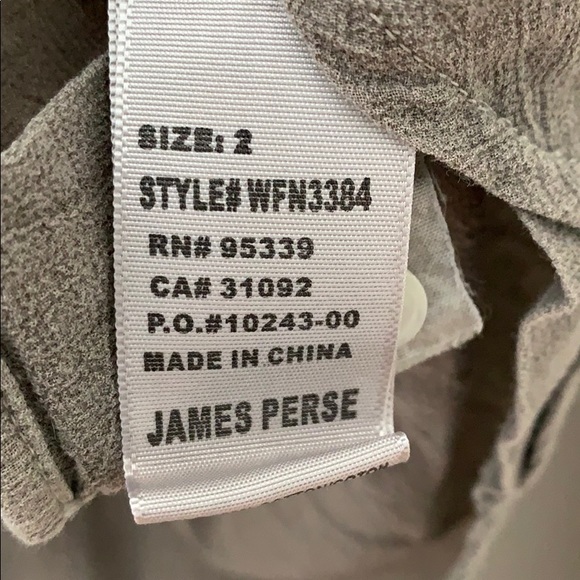 SIZE: 2
STYLE# WFN3384
RN# 95339
CA# 31092
P.O.#10243-00
MADE IN CHINA
JAMES PERSE